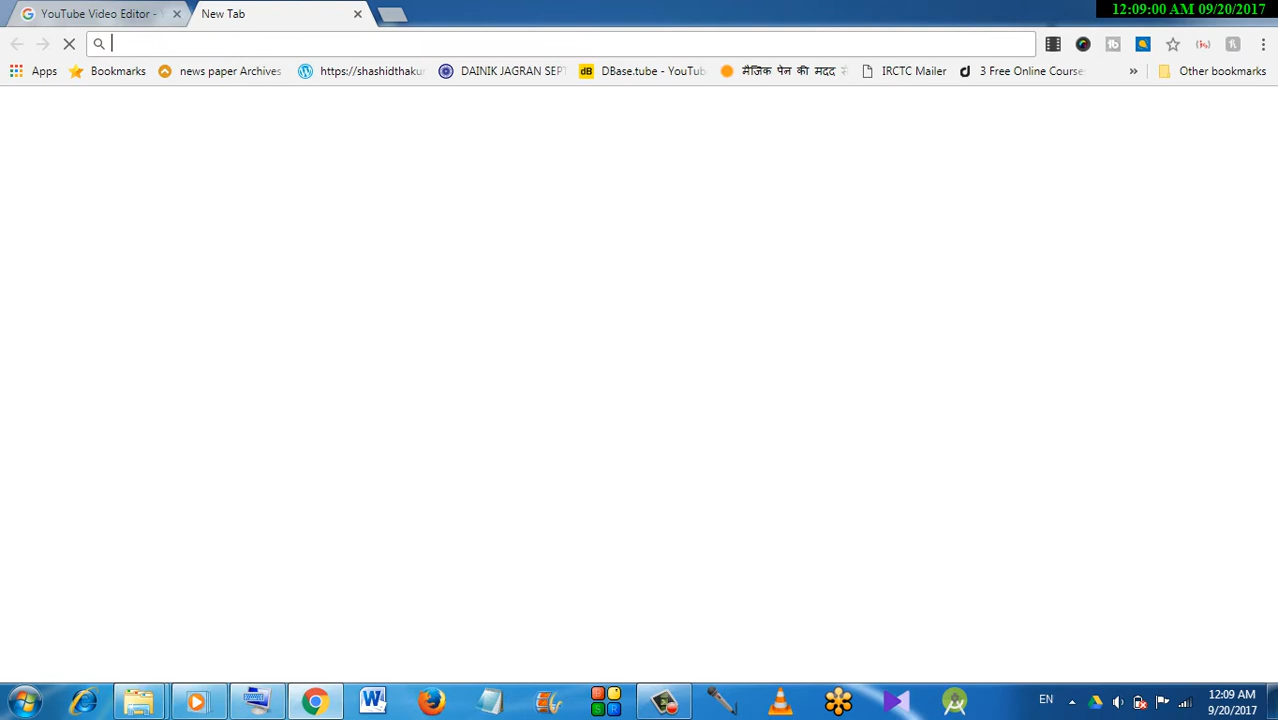 YouTube Video Editor -
New Tab
12:09:00 AM 09/20/2017
Apps
Bookmarks
news paper Archives
https://shashidthakur
DAINIK JAGRAN SEPT
dB DBase.tube - YouTube
मैजिक पेन की मदद से
IRCTC Mailer
3 Free Online Course
»
Other bookmarks
EN
12:09 AM
9/20/2017